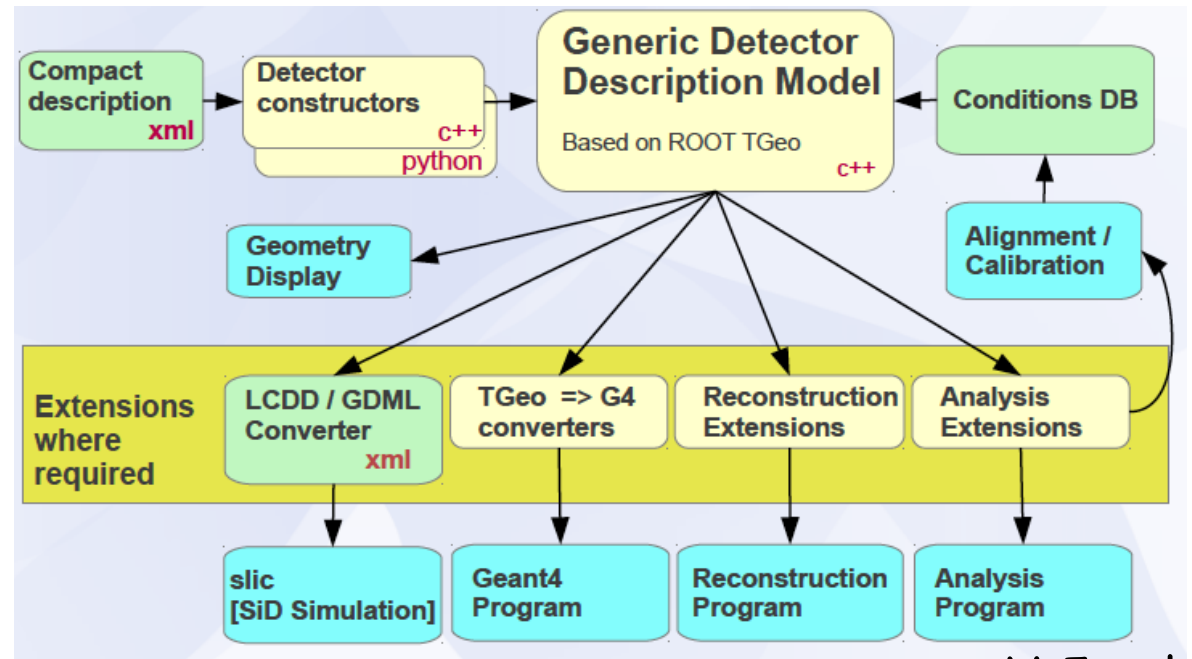 Compact
description
xml
Detector
constructors
c++
python
Generic Detector
Description Model
Based on ROOT TGeo
c++
Conditions DB
Geometry
Display
Alignment /
Calibration
Extensions
where
required
LCDD / GDML
Converter
xml
TGeo => G4
converters
Reconstruction
Extensions
Analysis
Extensions
slic
[SiD Simulation]
Geant4
Program
Reconstruction
Program
Analysis
Program